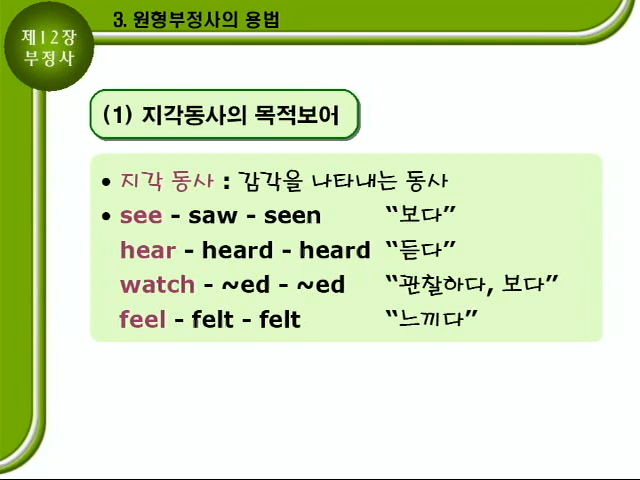 3. 원형부정사의 용법
제12장
부정사
(1) 지각동사의 목적보어
• 지각 동사 : 감각을 나타내는 동사
• see - saw - seen “보다”
hear - heard - heard “듣다”
watch - ~ed - ~ed “관찰하다, 보다”
feel - felt - felt “느끼다”